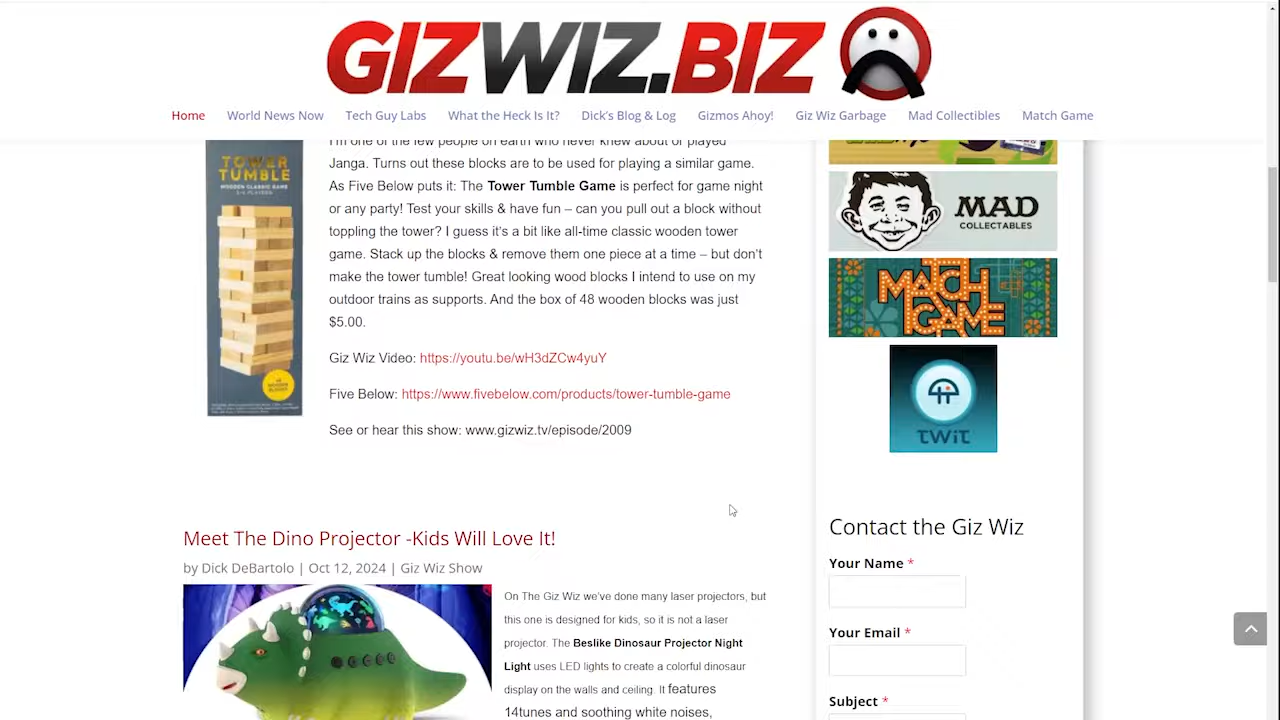 GIZWIZ.BIZ
Home World News Now Tech Guy Labs What the Heck Is It? Dick's Blog & Log Gizmos Ahoy! Giz Wiz Garbage Mad Collectibles Match Game
I'm one of the few people on earth who never knew about or played
Janga. Turns out these blocks are to be used for playing a similar game.
As Five Below puts it: The Tower Tumble Game is perfect for game night
or any party! Test your skills & have fun – can you pull out a block without
toppling the tower? I guess it's a bit like all-time classic wooden tower
game. Stack up the blocks & remove them one piece at a time – but don't
make the tower tumble! Great looking wood blocks I intend to use on my
outdoor trains as supports. And the box of 48 wooden blocks was just
$5.00.
Giz Wiz Video: https://youtu.be/wH3dZCw4yuY
Five Below: https://www.fivebelow.com/products/tower-tumble-game
See or hear this show: www.gizwiz.tv/episode/2009
TOWER
TUMBLE
WOODEN CLASSIC GAME
Meet The Dino Projector -Kids Will Love It!
by Dick DeBartolo | Oct 12, 2024 | Giz Wiz Show
On The Giz Wiz we've done many laser projectors, but
this one is designed for kids, so it is not a laser
projector. The Beslike Dinosaur Projector Night
Light uses LED lights to create a colorful dinosaur
display on the walls and ceiling. It features
14tunes and soothing white noises,
MAD
COLLECTABLES
MATCH
GAME
TWiT
Contact the Giz Wiz
Your Name *
Your Email *
Subject *